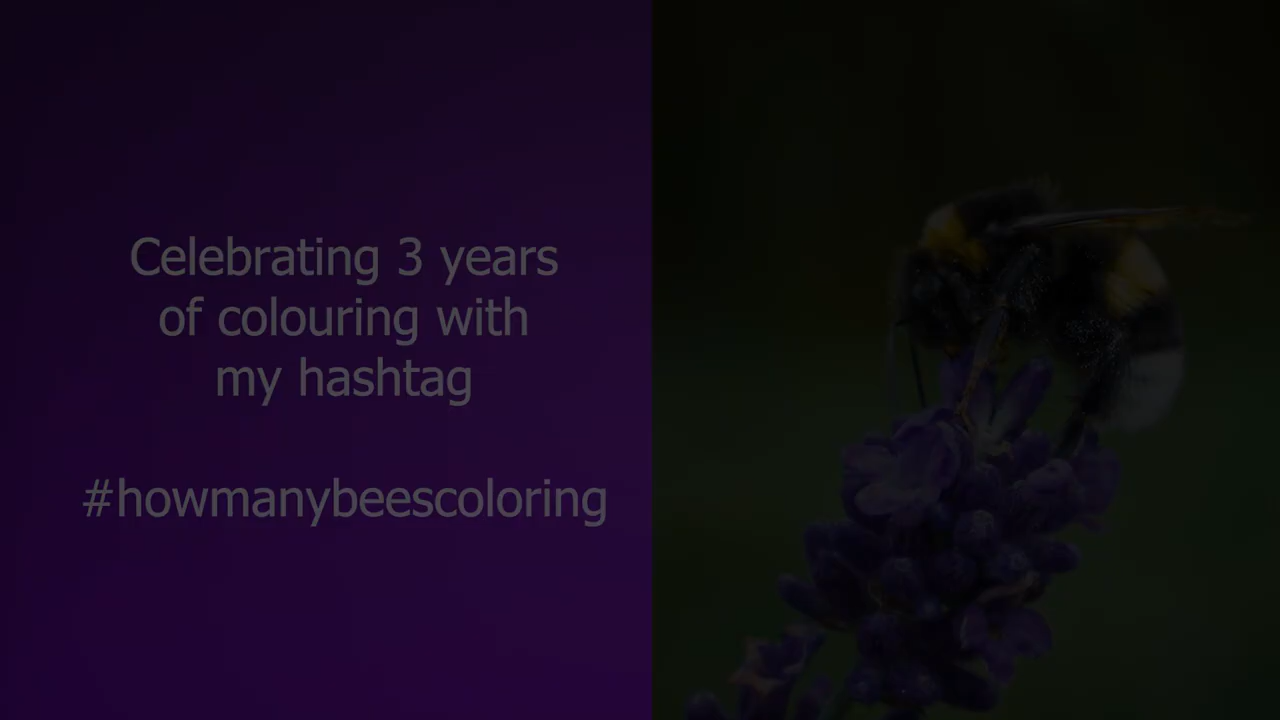 Celebrating 3 years
of colouring with
my hashtag
#howmanybeescoloring